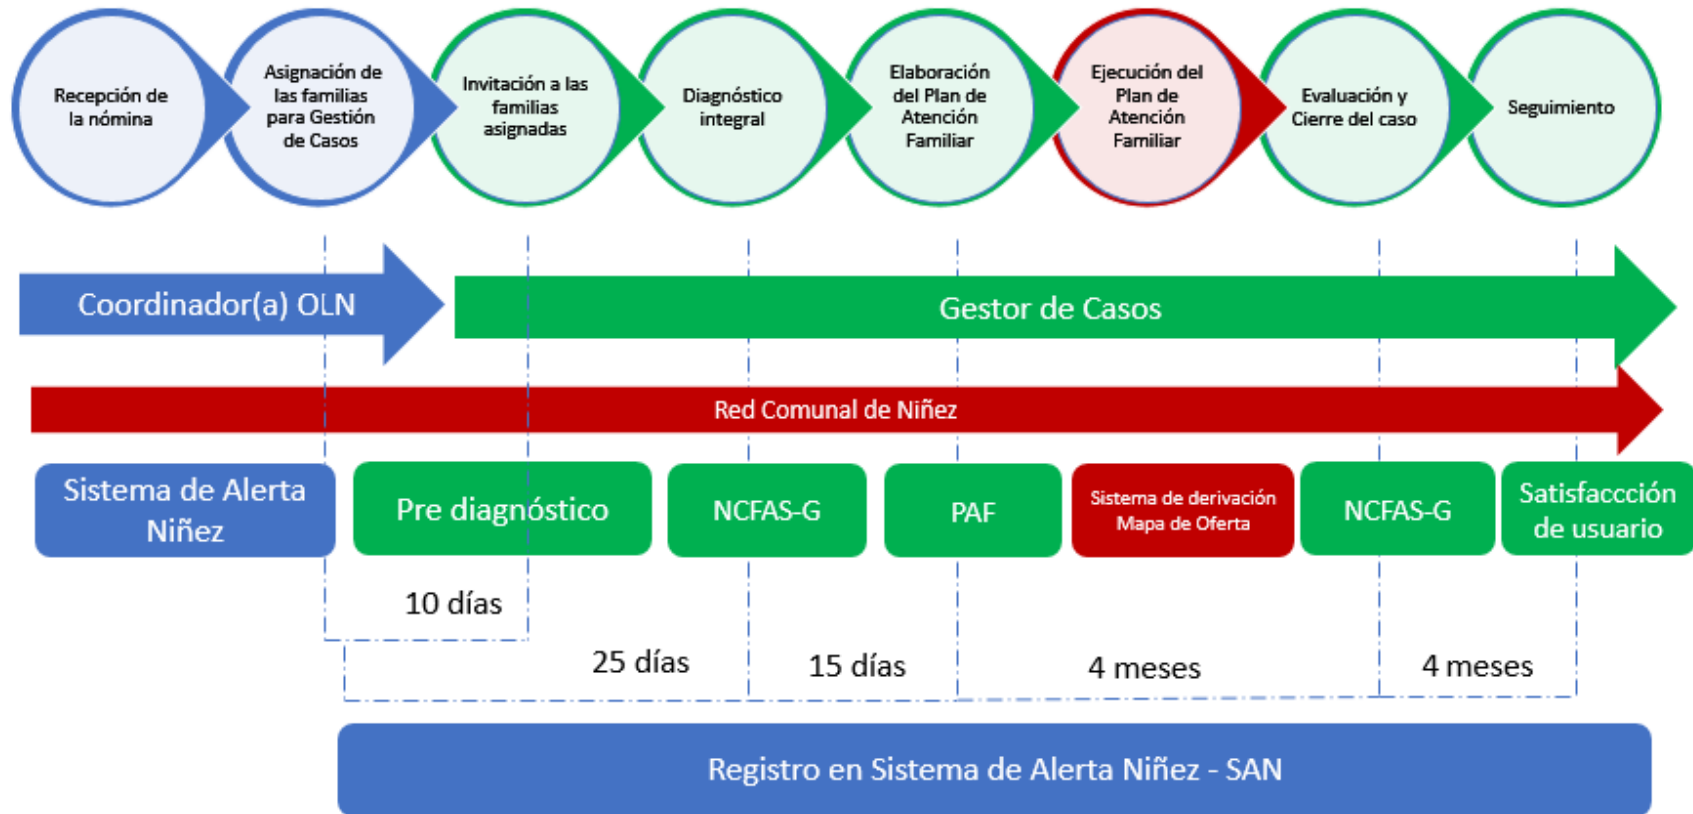 Recepción de
la nómina
Asignación de
las familias
para Gestión
de Casos
Invitación a las
familias
asignadas
Diagnóstico
integral
Elaboración
del Plan de
Atención
Familiar
Ejecución del
Plan de
Atención
Familiar
Evaluación y
Cierre del caso
Seguimiento
Coordinador(a) OLN
Gestor de Casos
Red Comunal de Niñez
Sistema de Alerta
Niñez
Pre diagnóstico
NCFAS-G
PAF
Sistema de derivación
Mapa de Oferta
NCFAS-G
Satisfaccción
de usuario
10 días
25 días
15 días
4 meses
4 meses
Registro en Sistema de Alerta Niñez - SAN